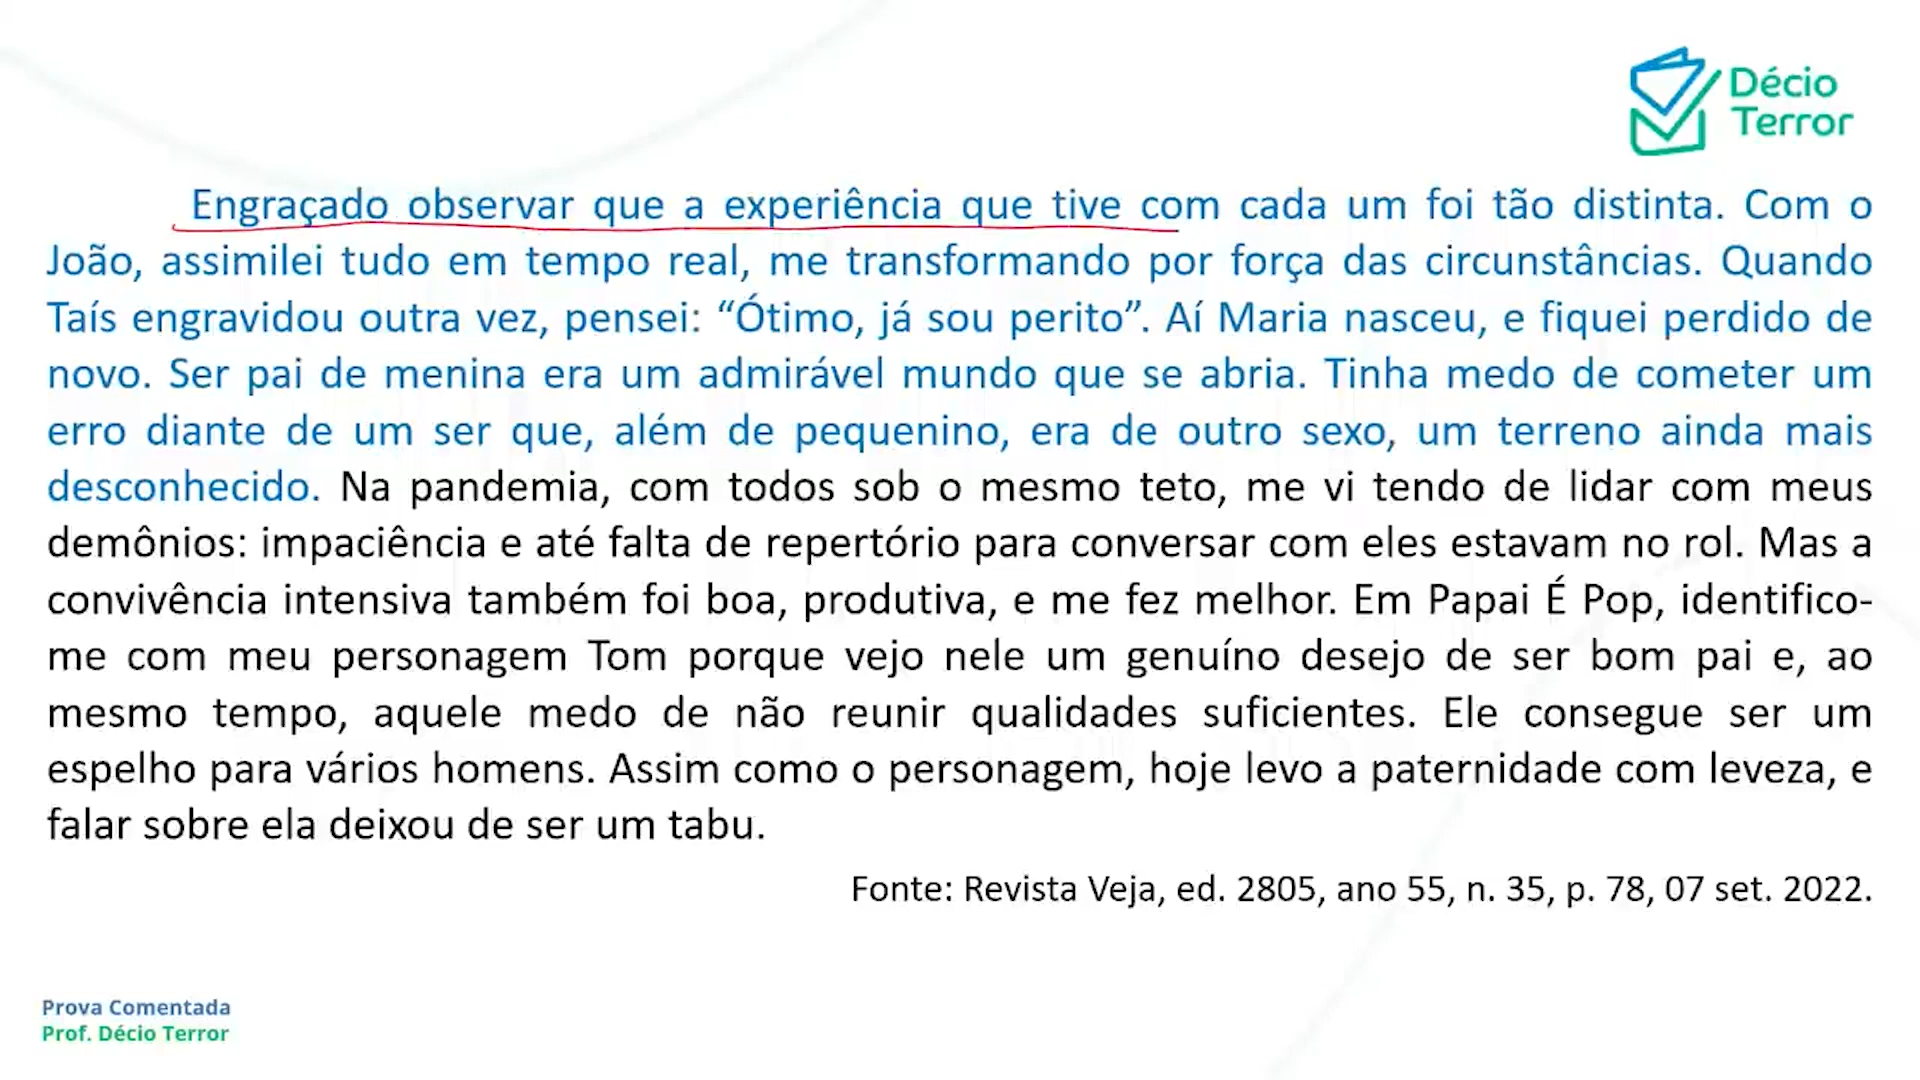 Décio
Terror
Engraçado observar que a experiência que tive com cada um foi tão distinta. Com o
João, assimilei tudo em tempo real, me transformando por força das circunstâncias. Quando
Taís engravidou outra vez, pensei: “Ótimo, já sou perito”. Aí Maria nasceu, e fiquei perdido de
novo. Ser pai de menina era um admirável mundo que se abria. Tinha medo de cometer um
erro diante de um ser que, além de pequenino, era de outro sexo, um terreno ainda mais
desconhecido. Na pandemia, com todos sob o mesmo teto, me vi tendo de lidar com meus
demônios: impaciência e até falta de repertório para conversar com eles estavam no rol. Mas a
convivência intensiva também foi boa, produtiva, e me fez melhor. Em Papai É Pop, identifico-
me com meu personagem Tom porque vejo nele um genuíno desejo de ser bom pai e, ao
mesmo tempo, aquele medo de não reunir qualidades suficientes. Ele consegue ser um
espelho para vários homens. Assim como o personagem, hoje levo a paternidade com leveza, e
falar sobre ela deixou de ser um tabu.
Fonte: Revista Veja, ed. 2805, ano 55, n. 35, p. 78, 07 set. 2022.
Prova Comentada
Prof. Décio Terror